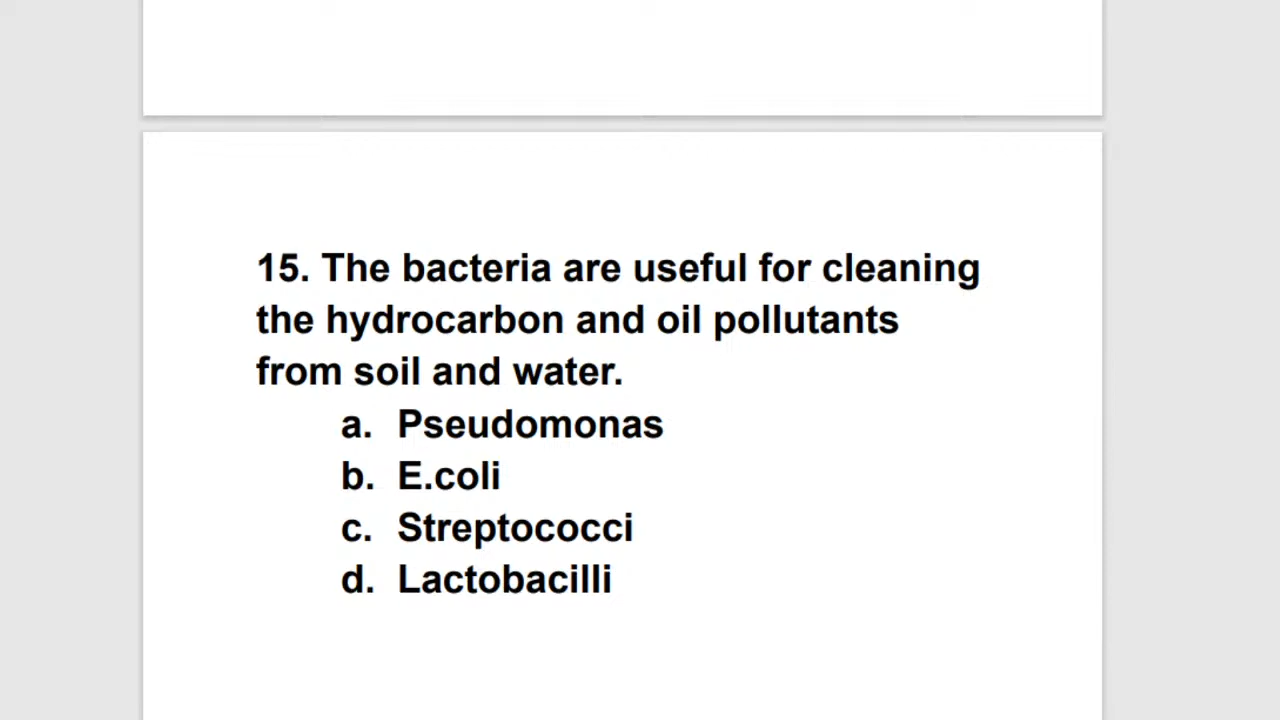 15. The bacteria are useful for cleaning
the hydrocarbon and oil pollutants
from soil and water.
a. Pseudomonas
b. E.coli
c. Streptococci
d. Lactobacilli